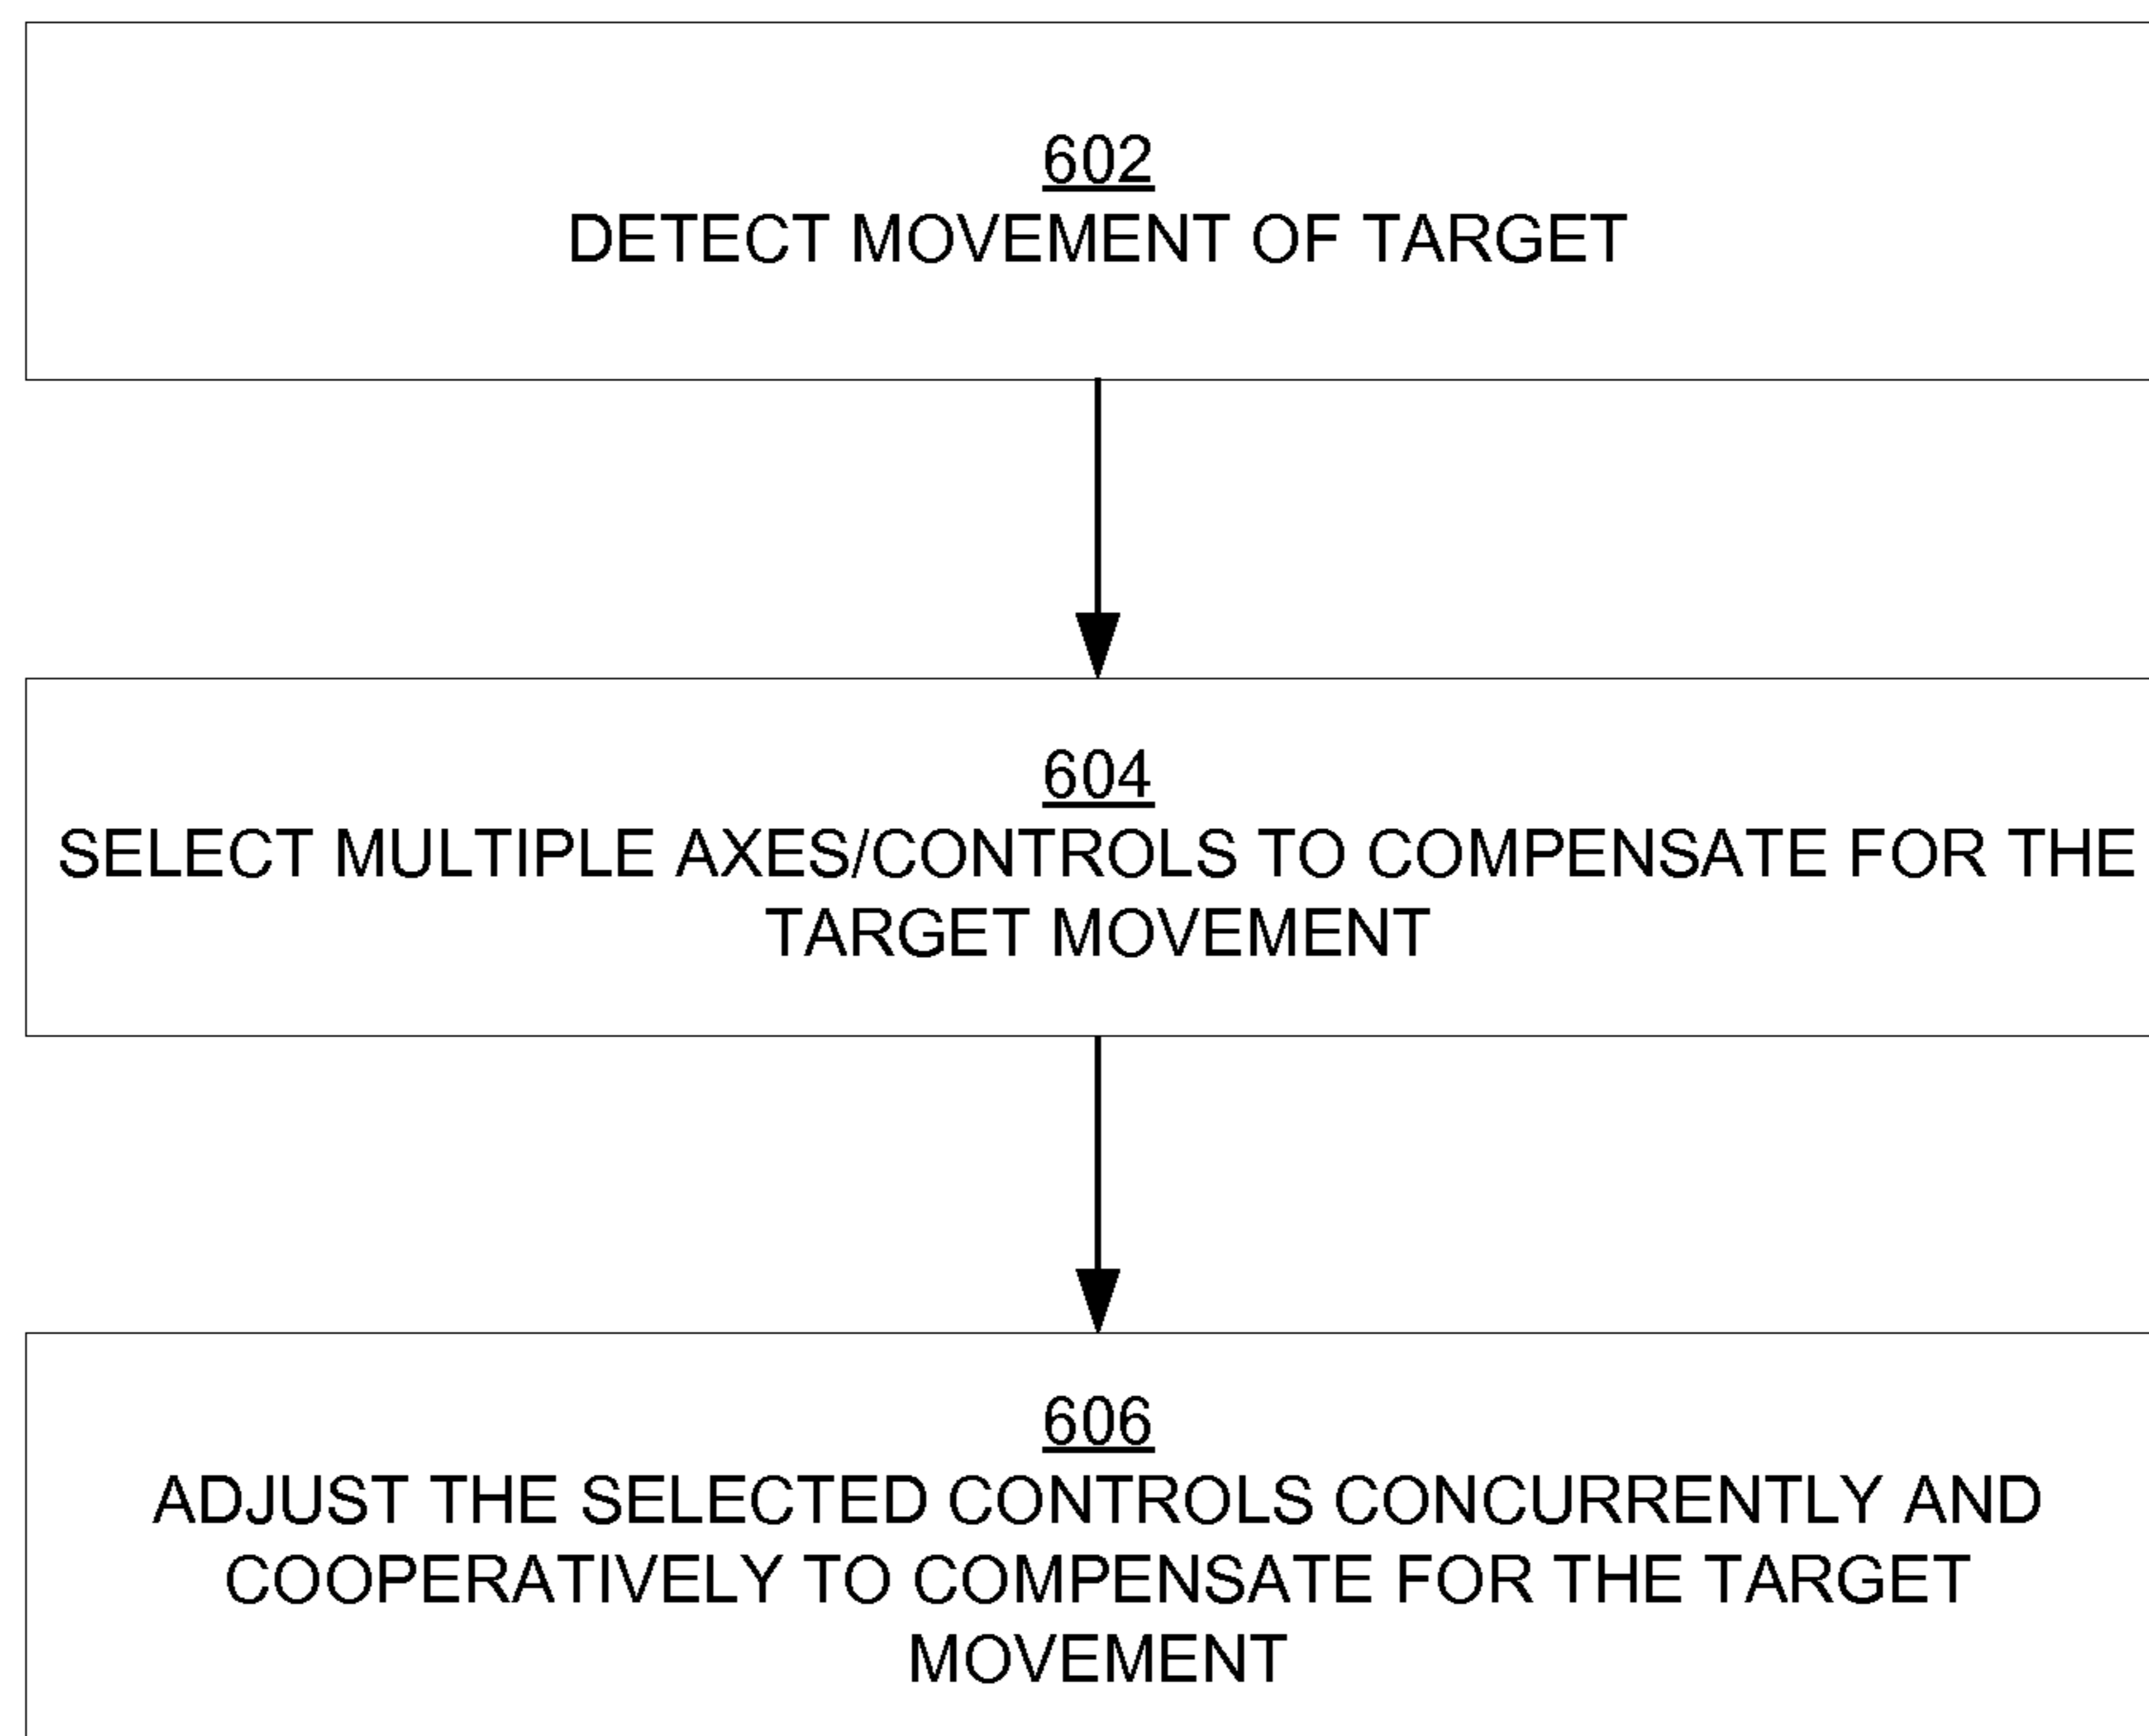 602
DETECT MOVEMENT OF TARGET
604
SELECT MULTIPLE AXES/CONTROLS TO COMPENSATE FOR THE
TARGET MOVEMENT
606
ADJUST THE SELECTED CONTROLS CONCURRENTLY AND
COOPERATIVELY TO COMPENSATE FOR THE TARGET
MOVEMENT